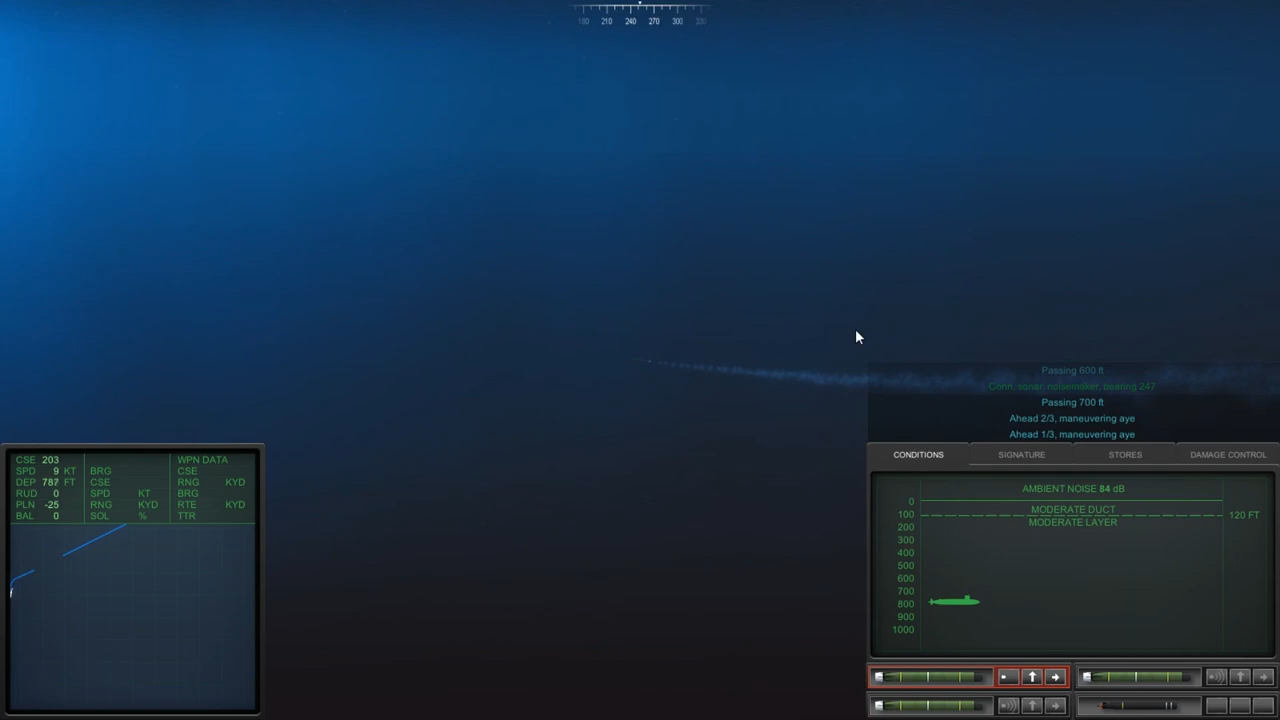 180 210 240 270 300 330
Passing 600 ft
Conn, sonar: noisemaker, bearing 247
Passing 700 ft
Ahead 2/3, maneuvering aye
Ahead 1/3, maneuvering aye
CSE 203
SPD 9 KT
DEP 787 FT
RUD 0
PLN -25
BAL 0
BRG
CSE
SPD KT
RNG KYD
SOL %
WPN DATA
CSE
RNG KYD
BRG
RTE KYD
TTR
CONDITIONS SIGNATURE STORES DAMAGE CONTROL
AMBIENT NOISE 84 dB
0
MODERATE DUCT
100
120 FT
MODERATE LAYER
200
300
400
500
600
700
800
900
1000